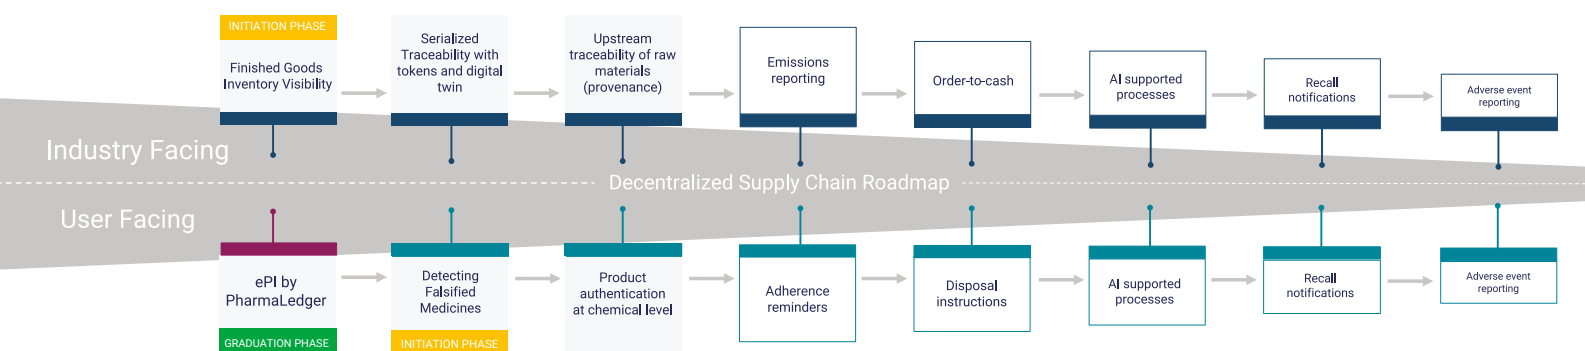 INITIATION PHASE
Finished Goods
Inventory Visibility
Serialized
Traceability with
tokens and digital
twin
Upstream
traceability of raw
materials
(provenance)
Emissions
reporting
Order-to-cash
AI supported
processes
Recall
notifications
Adverse event
reporting
Industry Facing
Decentralized Supply Chain Roadmap
User Facing
ePI by
PharmaLedger
GRADUATION PHASE
Detecting
Falsified
Medicines
INITIATION PHASE
Product
authentication
at chemical level
Adherence
reminders
Disposal
instructions
AI supported
processes
Recall
notifications
Adverse event
reporting